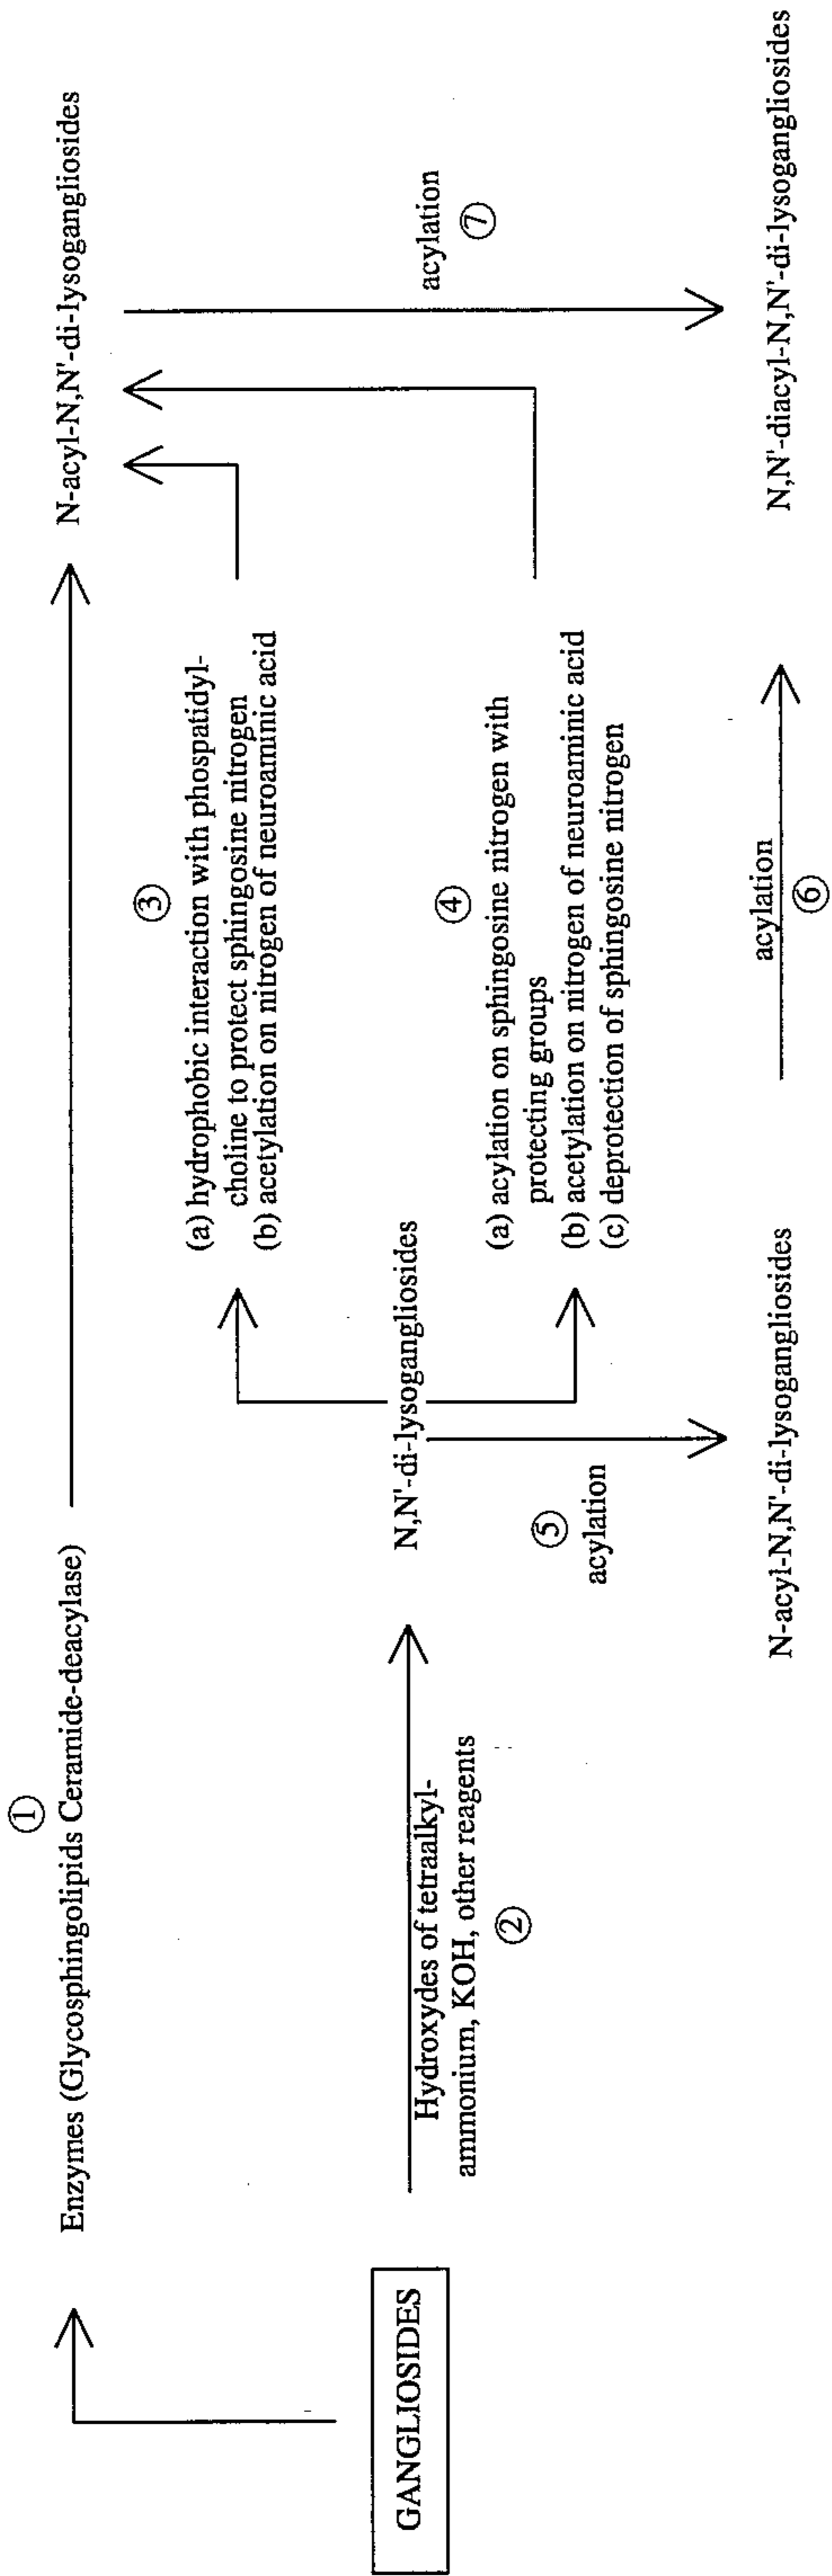 ①
Enzymes (Glycosphingolipids Ceramide-deacylase)
N-acyl-N,N'-di-lysogangliosides
③
(a) hydrophobic interaction with phospatidyl-
choline to protect sphingosine nitrogen
(b) acetylation on nitrogen of neuroaminic acid
GANGLIOSIDES
Hydroxydes of tetraalkyl-
ammonium, KOH, other reagents
②
N,N'-di-lysogangliosides
④
(a) acylation on sphingosine nitrogen with
protecting groups
(b) acetylation on nitrogen of neuroaminic acid
(c) deprotection of sphingosine nitrogen
acylation
⑦
⑤
acylation
N-acyl-N,N'-di-lysogangliosides
acylation
⑥
N,N'-diacyl-N,N'-di-lysogangliosides